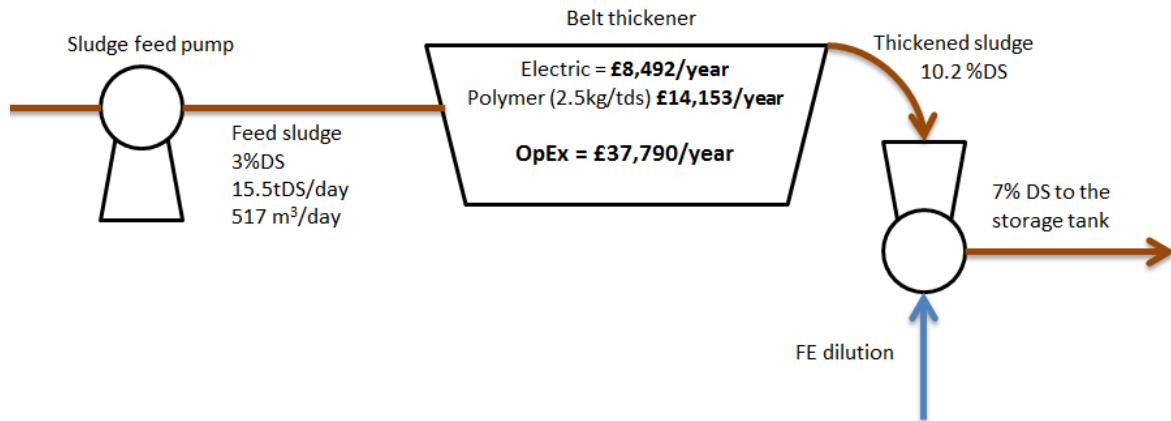 Sludge feed pump
Feed sludge
3%DS
15.5tDS/day
517 m³/day
Belt thickener
Electric = £8,492/year
Polymer (2.5kg/tds) £14,153/year
OpEx = £37,790/year
Thickened sludge
10.2 %DS
7% DS to the
storage tank
FE dilution